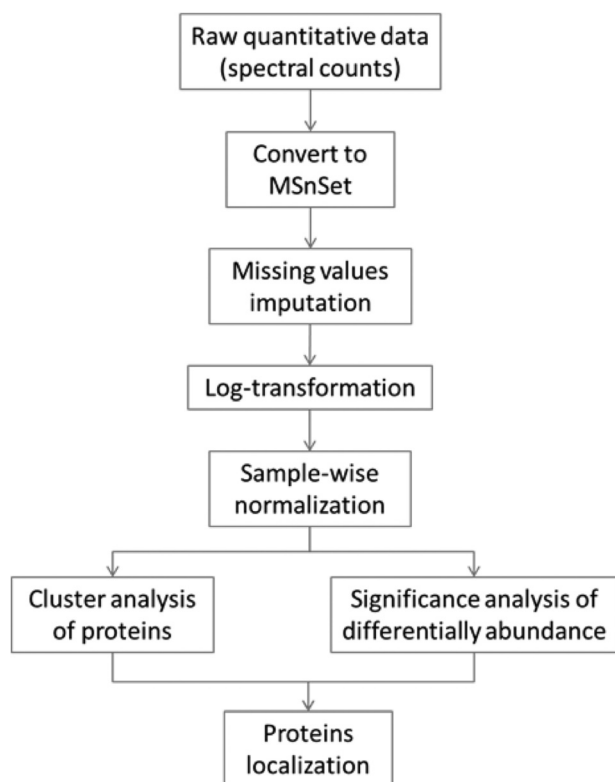 Raw quantitative data
(spectral counts)
Convert to
MSnSet
Missing values
imputation
Log-transformation
Sample-wise
normalization
Cluster analysis
of proteins
Significance analysis of
differentially abundance
Proteins
localization